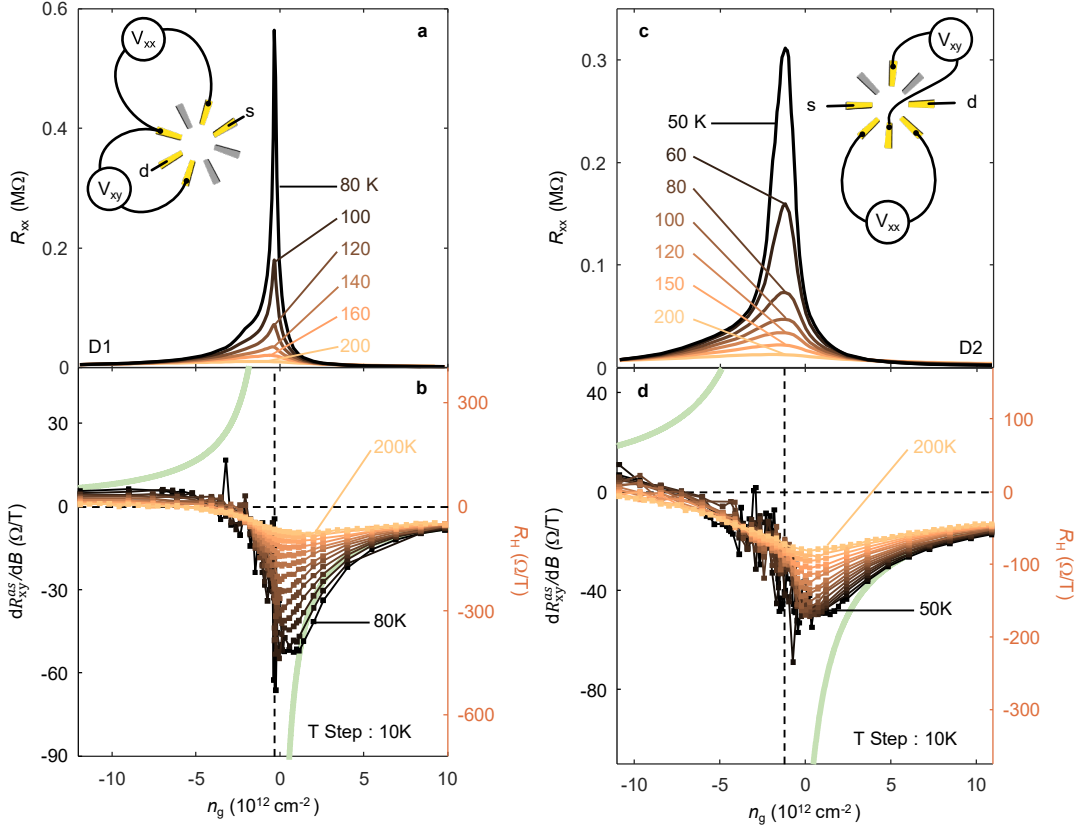 a
R_xx (MΩ)
0.6
0.4
0.2
0
V_xx
V_xy
s
d
80 K
100
120
140
160
200
D1
c
R_xx (MΩ)
0.3
0.2
0.1
0
V_xy
V_xx
s
d
50 K
60
80
100
120
150
200
D2
b
dR_xy^as/dB (Ω/T)
30
0
-30
-60
-90
300
0
-300
-600
R_H (Ω/T)
200K
80K
T Step : 10K
-10
-5
0
5
10
n_g (10^12 cm^-2)
d
dR_xy^as/dB (Ω/T)
40
0
-40
-80
100
0
-100
-200
-300
R_H (Ω/T)
200K
50K
T Step : 10K
-10
-5
0
5
10
n_g (10^12 cm^-2)